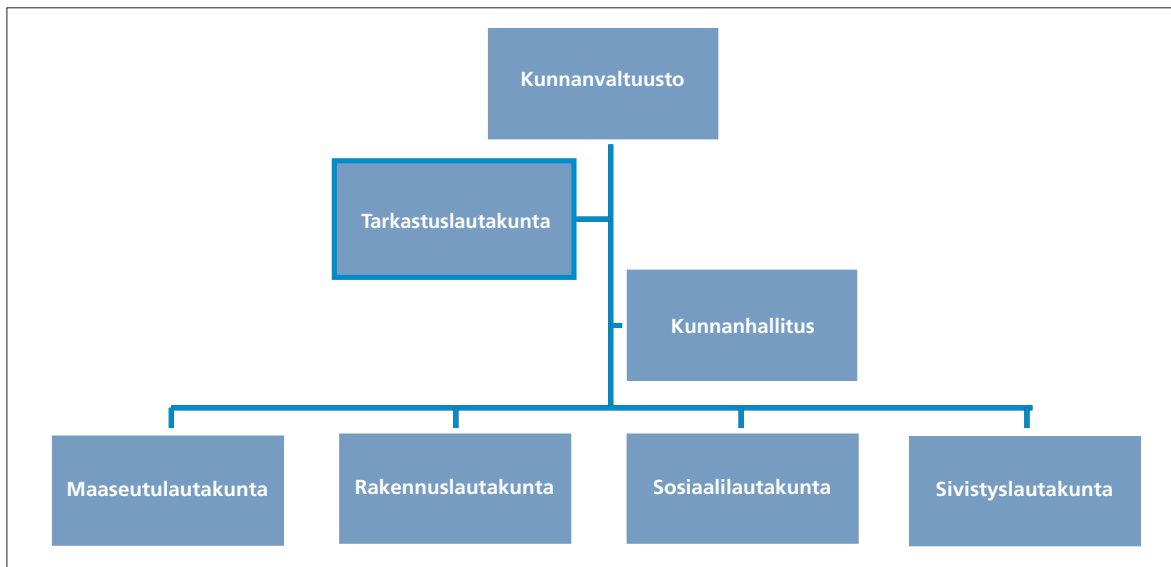 Kunnanvaltuusto
Tarkastuslautakunta
Kunnanhallitus
Maaseutulautakunta
Rakennuslautakunta
Sosiaalilautakunta
Sivistyslautakunta